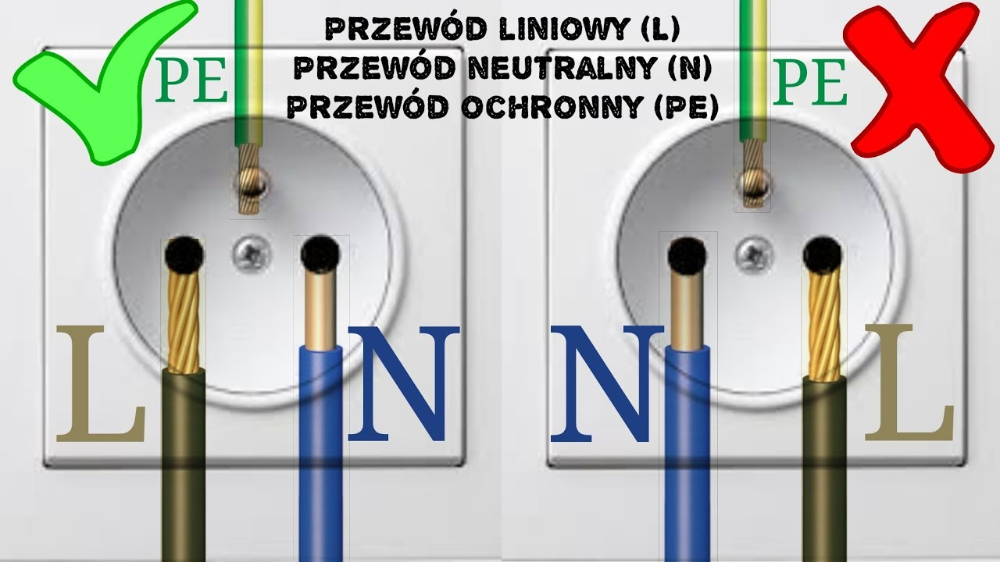 PRZEWÓD LINIOWY (L)
PRZEWÓD NEUTRALNY (N)
PRZEWÓD OCHRONNY (PE)
PE
PE
L
N
N
L